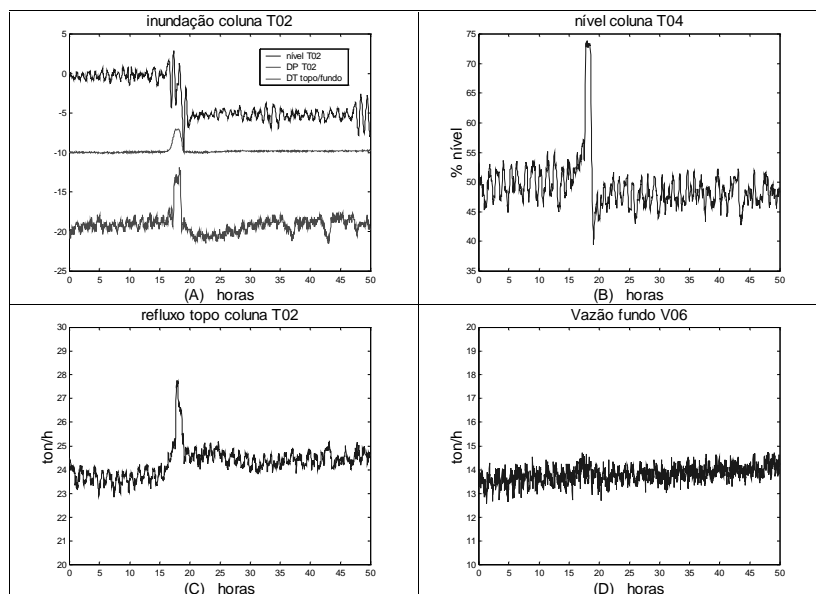 inundação coluna T02
5
0
-5
-10
-15
-20
-25
nível T02
DP T02
DT topo/fundo
0 5 10 15 20 25 30 35 40 45 50
(A) horas
nível coluna T04
% nível
75
70
65
60
55
50
45
40
35
0 5 10 15 20 25 30 35 40 45 50
(B) horas
refluxo topo coluna T02
ton/h
30
29
28
27
26
25
24
23
22
21
20
0 5 10 15 20 25 30 35 40 45 50
(C) horas
Vazão fundo V06
ton/h
20
19
18
17
16
15
14
13
12
11
10
0 5 10 15 20 25 30 35 40 45 50
(D) horas